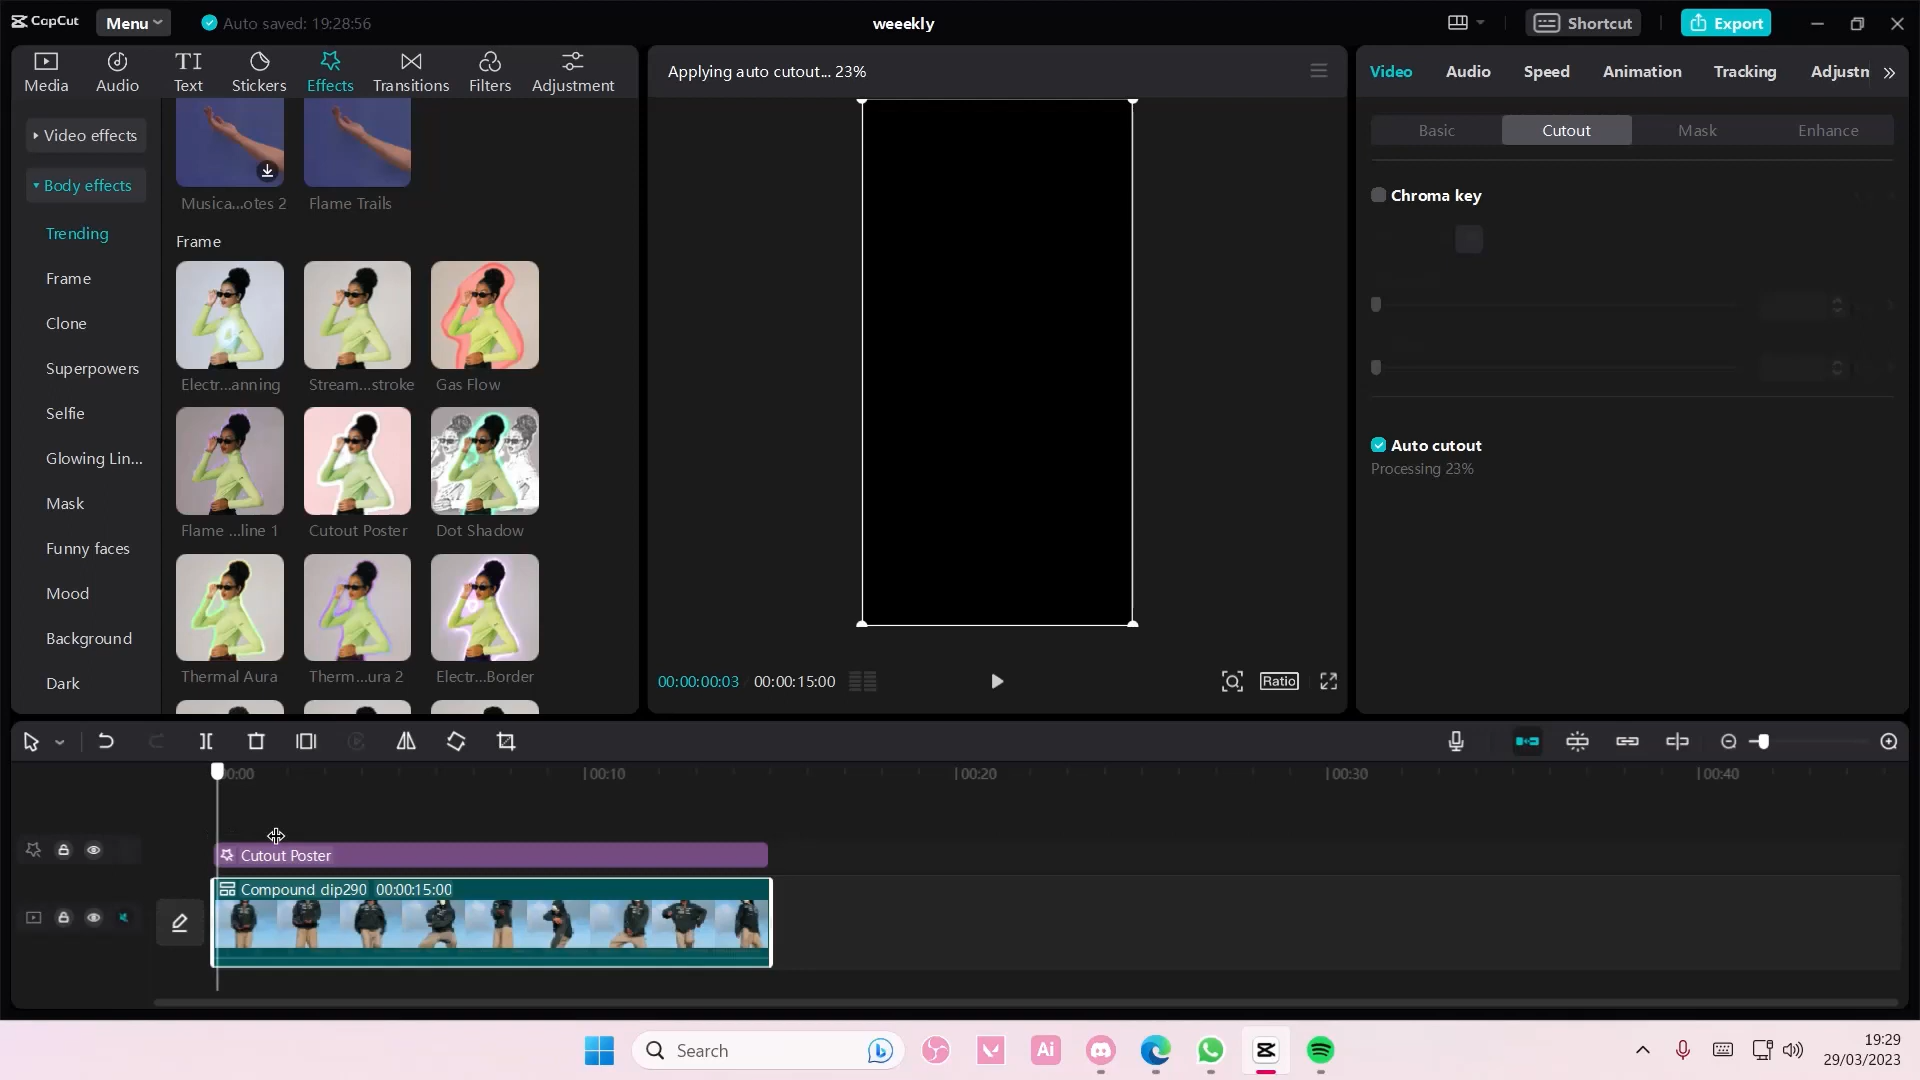 CapCut
Menu
Auto saved: 19:28:56
weeekly
Shortcut
Export
Media
Audio
Text
Stickers
Effects
Transitions
Filters
Adjustment
Video effects
Body effects
Trending
Frame
Clone
Superpowers
Selfie
Glowing Lin...
Mask
Funny faces
Mood
Background
Dark
Musica...otes 2
Flame Trails
Frame
Electr...anning
Stream...stroke
Gas Flow
Flame ...line 1
Cutout Poster
Dot Shadow
Thermal Aura
Therm...ura 2
Electr...Border
Applying auto cutout... 23%
00:00:00:03
00:00:15:00
Ratio
Video
Audio
Speed
Animation
Tracking
Adjustn
Basic
Cutout
Mask
Enhance
Chroma key
Auto cutout
Processing 23%
00:00
00:10
00:20
00:30
00:40
Cutout Poster
Compound clip290 00:00:15:00
Search
Ai
19:29
29/03/2023